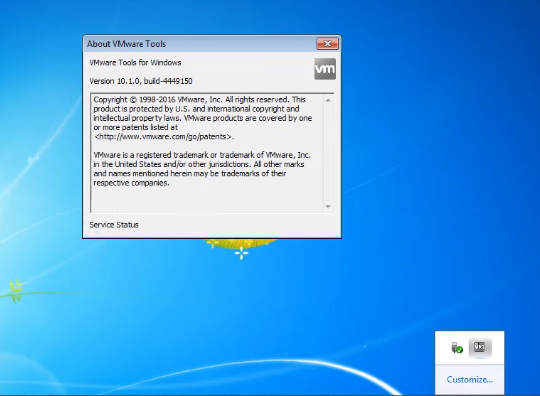 About VMware Tools
VMware Tools for Windows
vm
Version 10.1.0, build-4449150
Copyright © 1998-2016 VMware, Inc. All rights reserved. This
product is protected by U.S. and international copyright and
intellectual property laws. VMware products are covered by one
or more patents listed at
<http://www.vmware.com/go/patents>.
VMware is a registered trademark or trademark of VMware, Inc.
in the United States and/or other jurisdictions. All other marks
and names mentioned herein may be trademarks of their
respective companies.
Service Status
Customize...